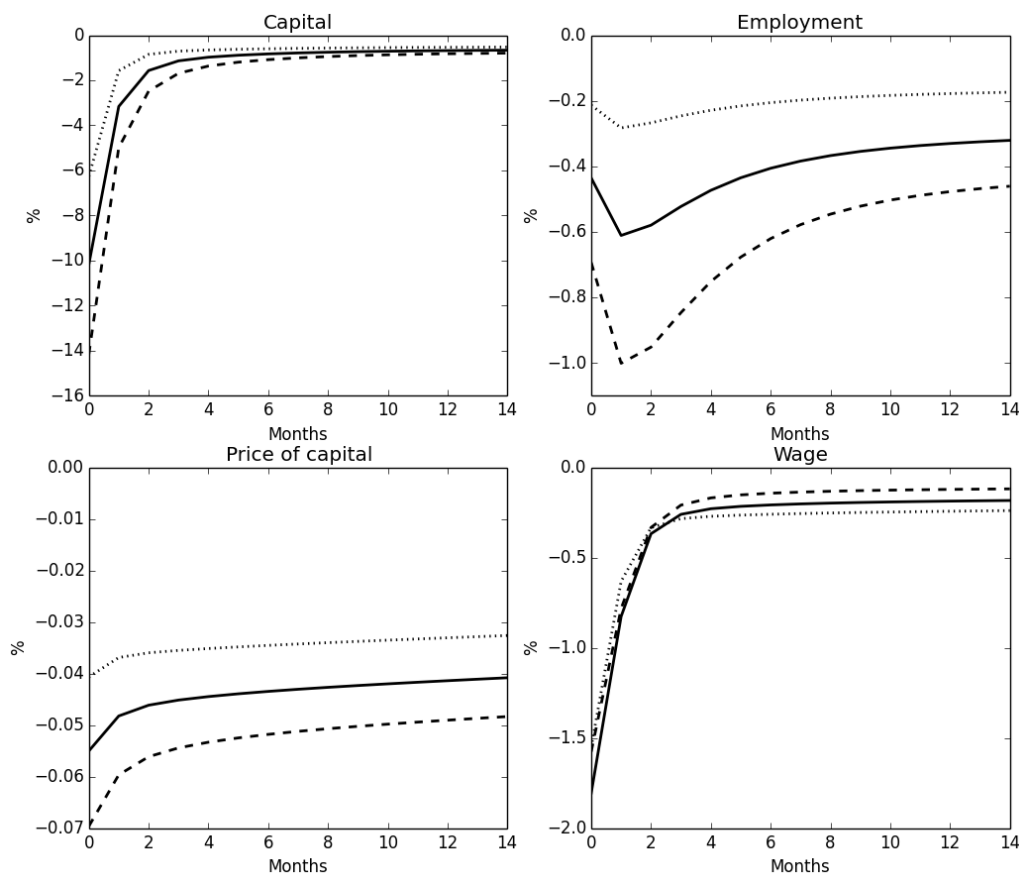 Capital
0
−2
−4
−6
−8
−10
−12
−14
−16
%
0 2 4 6 8 10 12 14
Months
Employment
0.0
−0.2
−0.4
−0.6
−0.8
−1.0
%
0 2 4 6 8 10 12 14
Months
Price of capital
0.00
−0.01
−0.02
−0.03
−0.04
−0.05
−0.06
−0.07
%
0 2 4 6 8 10 12 14
Months
Wage
0.0
−0.5
−1.0
−1.5
−2.0
%
0 2 4 6 8 10 12 14
Months